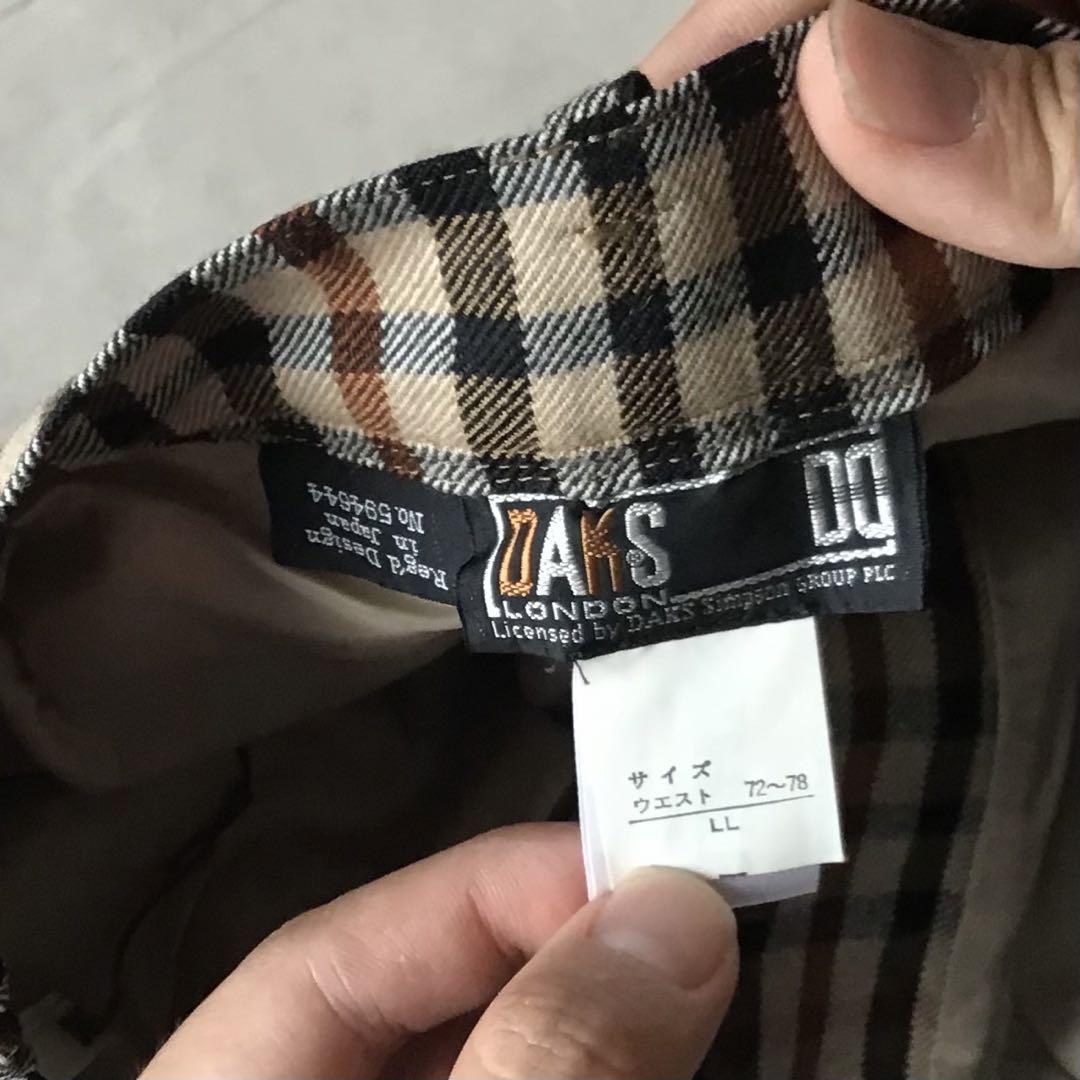 Reg'd Design
in Japan
No.594644
DAKS
LONDON
DD
Licensed by DAKS Simpson GROUP PLC
サイズ
ウエスト 72～78
LL